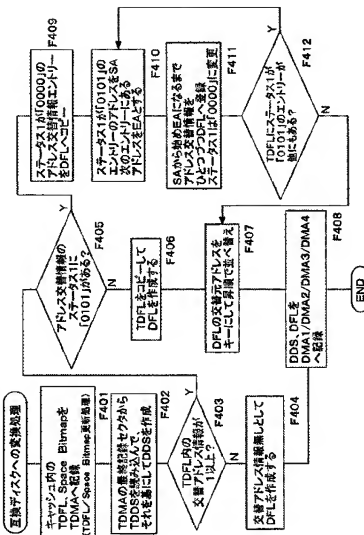 互換ディスクへの変換処理
キャッシュ内の
TDFL、Space Bitmapを
TDMAへ記録
(TDFL/Space Bitmap更新処理)
F401
TDMAの最終記録セクタから
TDDSを読み込んで、
それを基にしてDDSを作成
F402
TDFL内の
交替アドレス情報が
1以上?
F403
Y
N
交替アドレス情報無しとして
DFLを作成する
F404
アドレス交替情報の
ステータス1に
「0101」がある?
F405
Y
N
TDFLをコピーして
DFLを作成する
F406
DFLの交替元アドレスを
キーにして昇順で並べ替え
F407
DDS、DFLを
DMA1/DMA2/DMA3/DMA4
へ記録
F408
END
ステータス1が「0000」の
アドレス交替情報エントリー
をDFLへコピー
F409
ステータス1が「0101」の
エントリーのアドレスをSA
次のエントリーにある
アドレスをEAとする
F410
SAから始めEAになるまで
アドレス交替情報を
ひとつづつDFLへ登録
ステータス1は「0000」に変更
F411
TDFLにステータス1が
「0101」のエントリーが
他にもある?
F412
Y
N